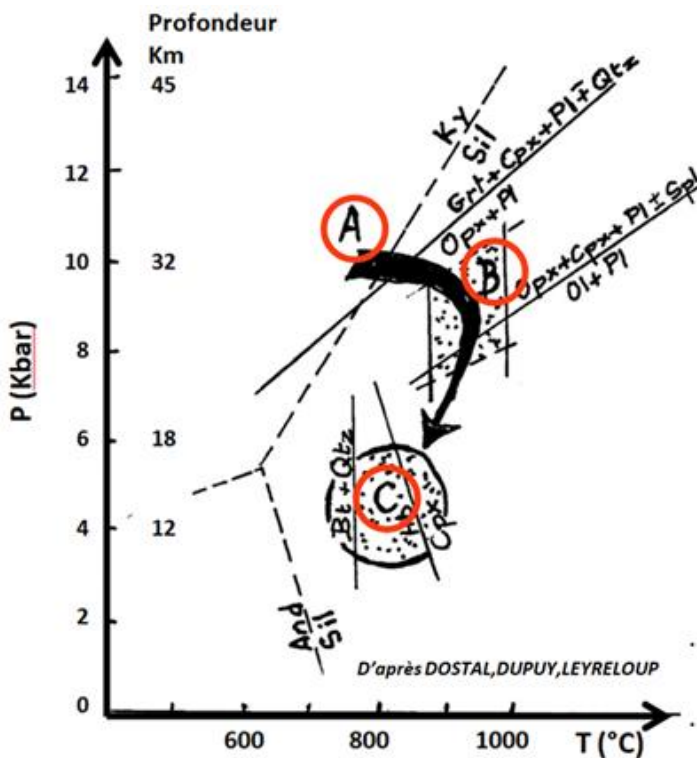 Profondeur
Km
14
45
12
10
32
8
6
18
4
12
2
0
P (Kbar)
Ky
Sil
Grt+Cpx+Pl±Qtz
Opx+Pl
Opx+Cpx+Pl±Spl
Ol+Pl
A
B
C
Bt+Qtz
Hb
Cpx
And
Sil
D'après DOSTAL,DUPUY,LEYRELOUP
600
800
1000
T (°C)